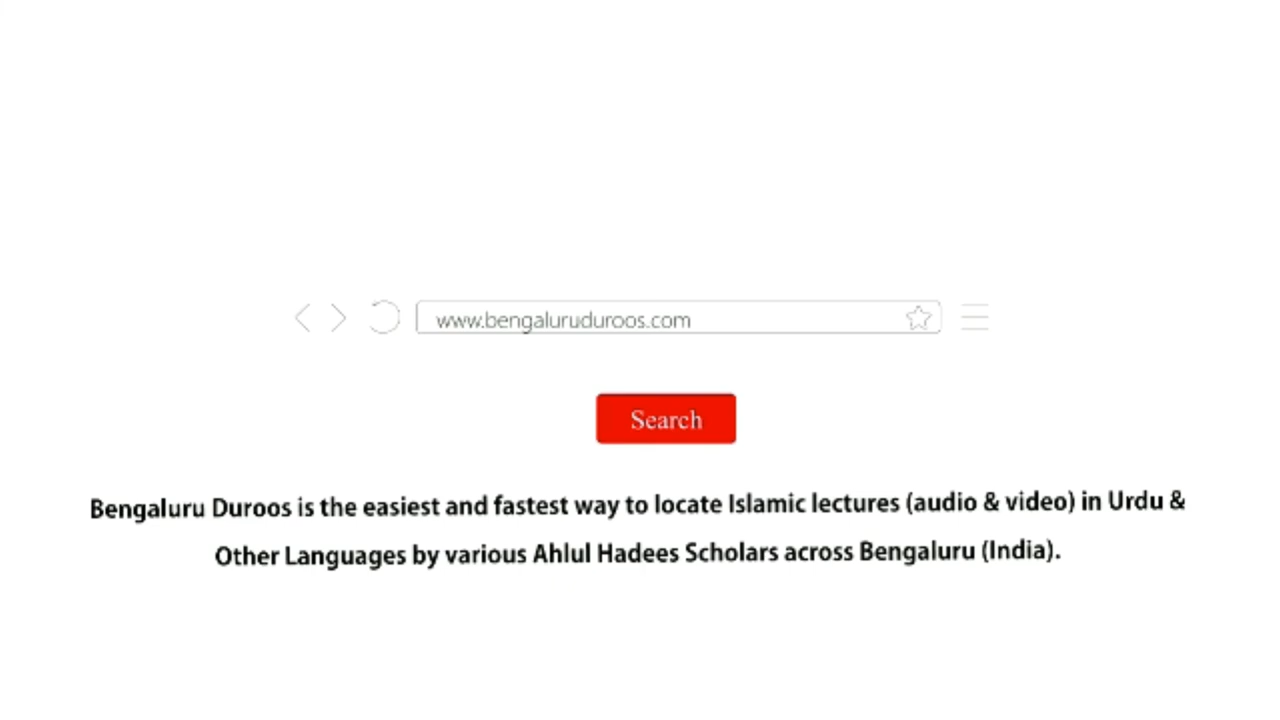 www.bengaluruduroos.com
Search
Bengaluru Duroos is the easiest and fastest way to locate Islamic lectures (audio & video) in Urdu &
Other Languages by various Ahlul Hadees Scholars across Bengaluru (India).